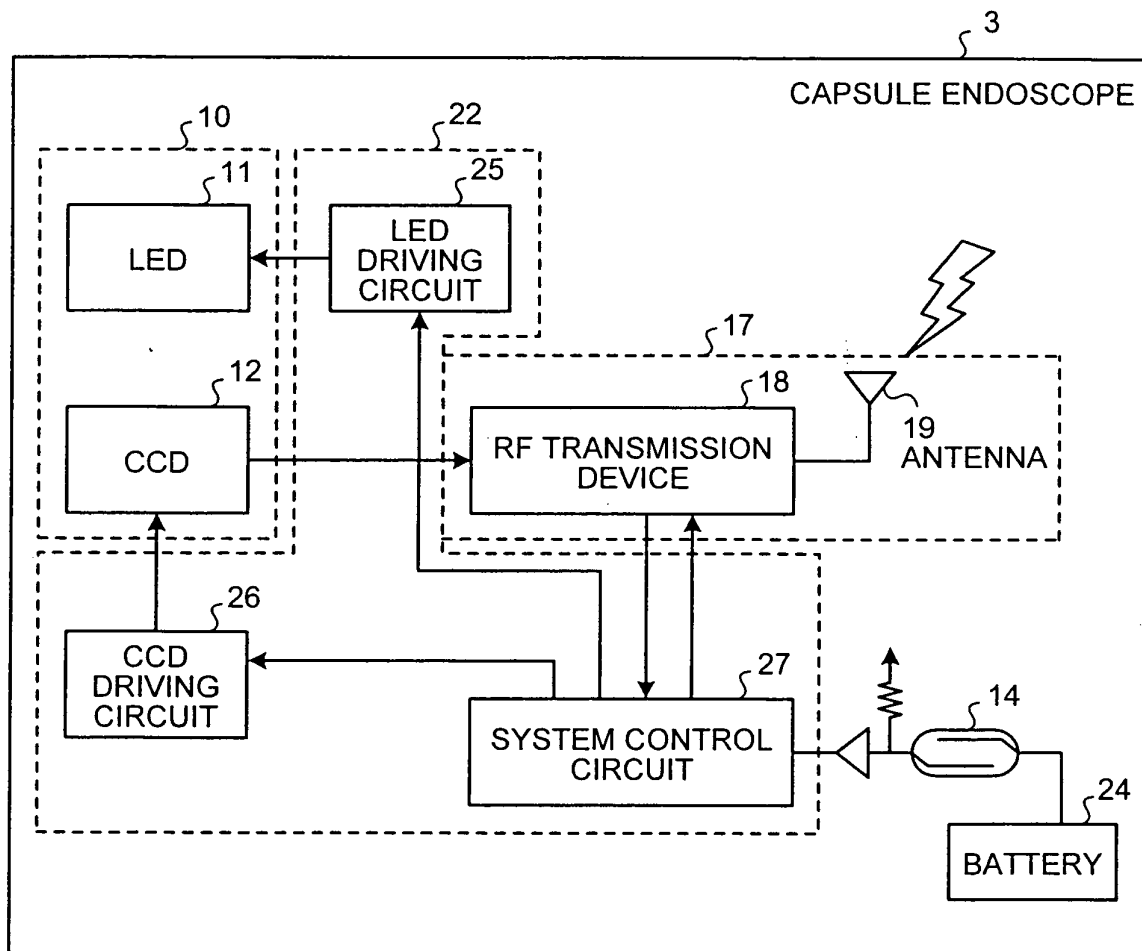 3
CAPSULE ENDOSCOPE
10
22
11
25
LED
LED
DRIVING
CIRCUIT
17
12
18
CCD
RF TRANSMISSION
DEVICE
19
ANTENNA
26
CCD
DRIVING
CIRCUIT
27
14
SYSTEM CONTROL
CIRCUIT
24
BATTERY